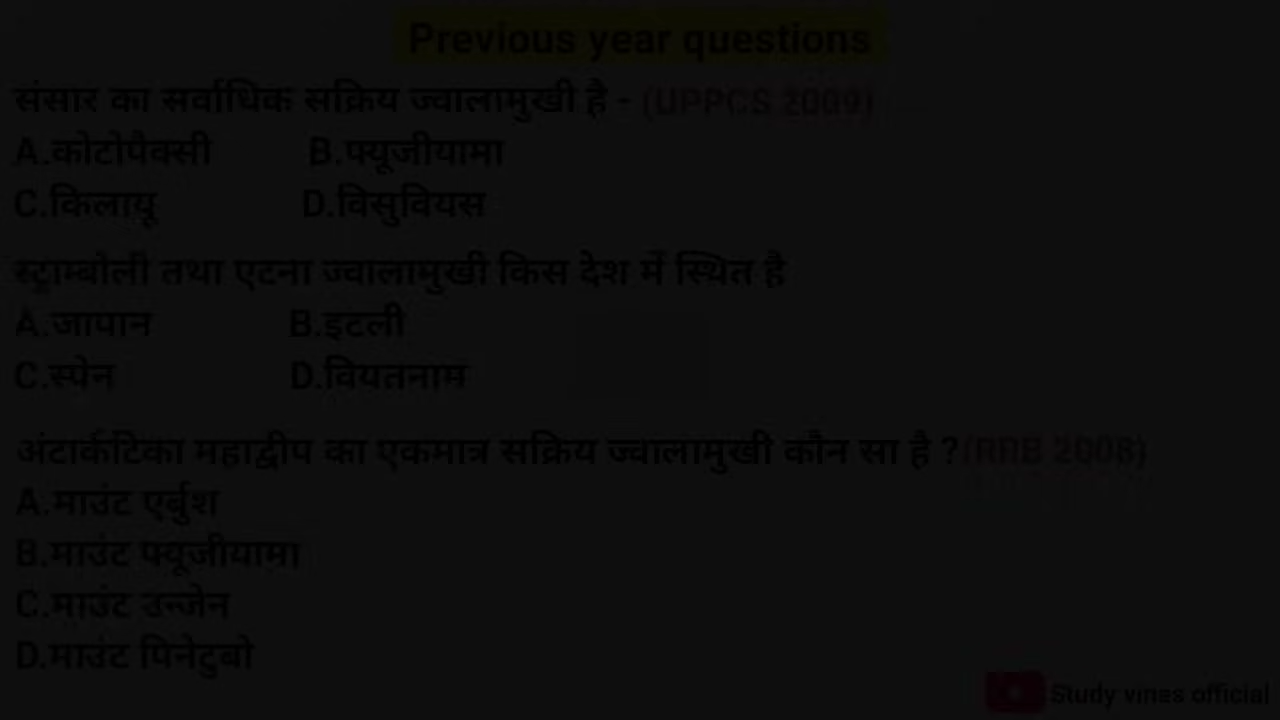 Previous year questions
संसार का सर्वाधिक सक्रिय ज्वालामुखी है - (UPPCS 2009)
A.कोटोपैक्सी B.फ्यूजीयामा
C.किलायू D.विसुवियस
स्ट्राम्बोली तथा एटना ज्वालामुखी किस देश में स्थित है
A.जापान B.इटली
C.स्पेन D.वियतनाम
अंटार्कटिका महाद्वीप का एकमात्र सक्रिय ज्वालामुखी कौन सा है ?(RRB 2008)
A.माउंट एर्बुश
B.माउंट फ्यूजीयामा
C.माउंट उन्जेन
D.माउंट पिनेटुबो
Study vines official